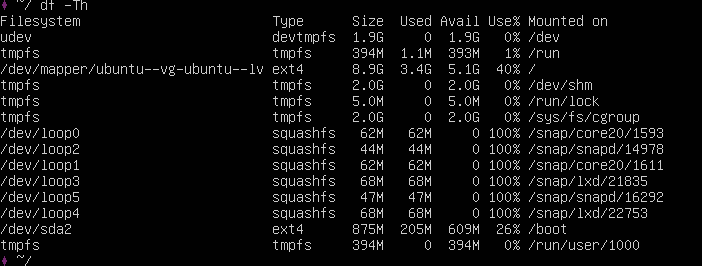 ♦ ~/ df -Th
Filesystem                        Type      Size  Used Avail Use% Mounted on
udev                              devtmpfs  1.9G     0  1.9G   0% /dev
tmpfs                             tmpfs     394M  1.1M  393M   1% /run
/dev/mapper/ubuntu--vg-ubuntu--lv ext4      8.9G  3.4G  5.1G  40% /
tmpfs                             tmpfs     2.0G     0  2.0G   0% /dev/shm
tmpfs                             tmpfs     5.0M     0  5.0M   0% /run/lock
tmpfs                             tmpfs     2.0G     0  2.0G   0% /sys/fs/cgroup
/dev/loop0                        squashfs   62M   62M     0 100% /snap/core20/1593
/dev/loop2                        squashfs   44M   44M     0 100% /snap/snapd/14978
/dev/loop1                        squashfs   62M   62M     0 100% /snap/core20/1611
/dev/loop3                        squashfs   68M   68M     0 100% /snap/lxd/21835
/dev/loop5                        squashfs   47M   47M     0 100% /snap/snapd/16292
/dev/loop4                        squashfs   68M   68M     0 100% /snap/lxd/22753
/dev/sda2                         ext4      875M  205M  609M  26% /boot
tmpfs                             tmpfs     394M     0  394M   0% /run/user/1000
♦ ~/